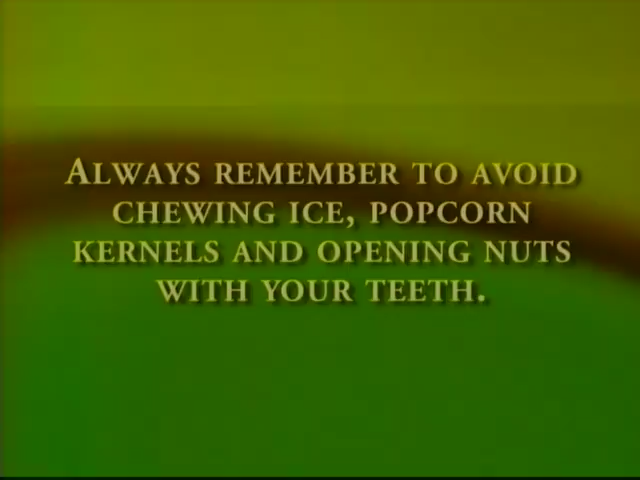 ALWAYS REMEMBER TO AVOID
CHEWING ICE, POPCORN
KERNELS AND OPENING NUTS
WITH YOUR TEETH.